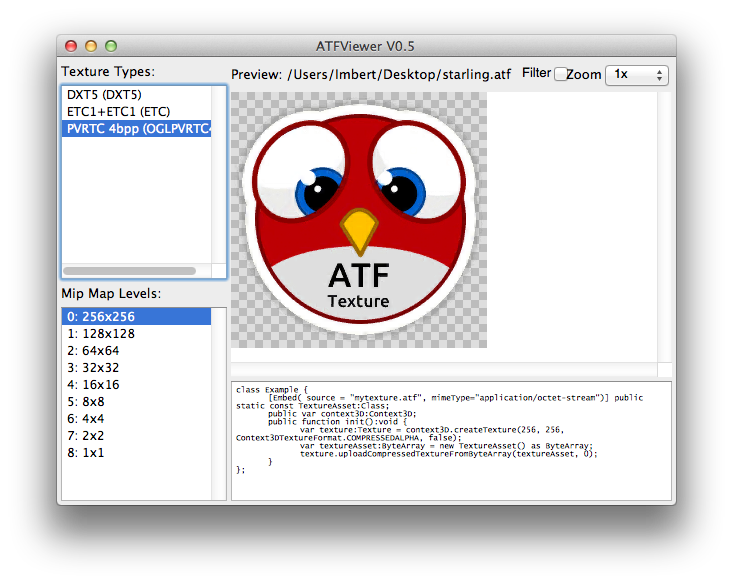 ATFViewer V0.5
Texture Types:
Preview: /Users/Imbert/Desktop/starling.atf
Filter
Zoom
1x
DXT5 (DXT5)
ETC1+ETC1 (ETC)
PVRTC 4bpp (OGLPVRTC4
ATF
Texture
Mip Map Levels:
0: 256x256
1: 128x128
2: 64x64
3: 32x32
4: 16x16
5: 8x8
6: 4x4
7: 2x2
8: 1x1
class Example {
[Embed( source = "mytexture.atf", mimeType="application/octet-stream")] public
static const TextureAsset:Class;
public var context3D:Context3D;
public function init():void {
var texture:Texture = context3D.createTexture(256, 256,
Context3DTextureFormat.COMPRESSEDALPHA, false);
var textureAsset:ByteArray = new TextureAsset() as ByteArray;
texture.uploadCompressedTextureFromByteArray(textureAsset, 0);
}
};